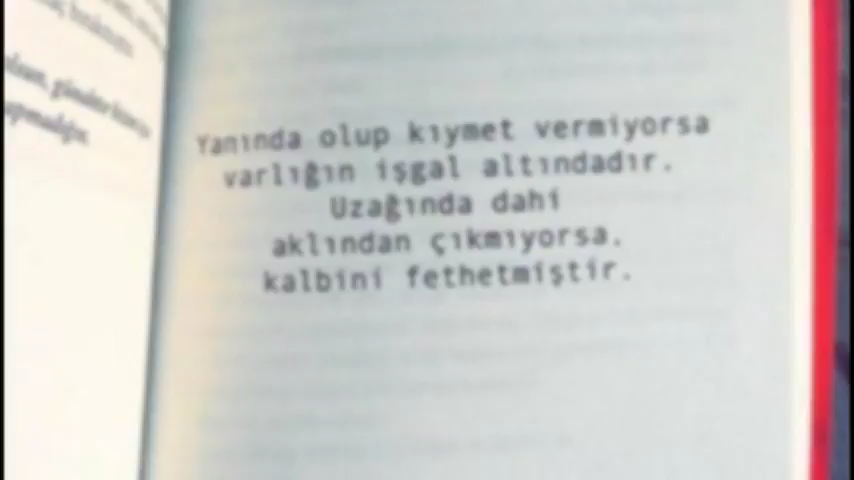 Yanında olup kıymet vermiyorsa
varlığın işgal altındadır.
Uzağında dahi
aklından çıkmıyorsa,
kalbini fethetmiştir.